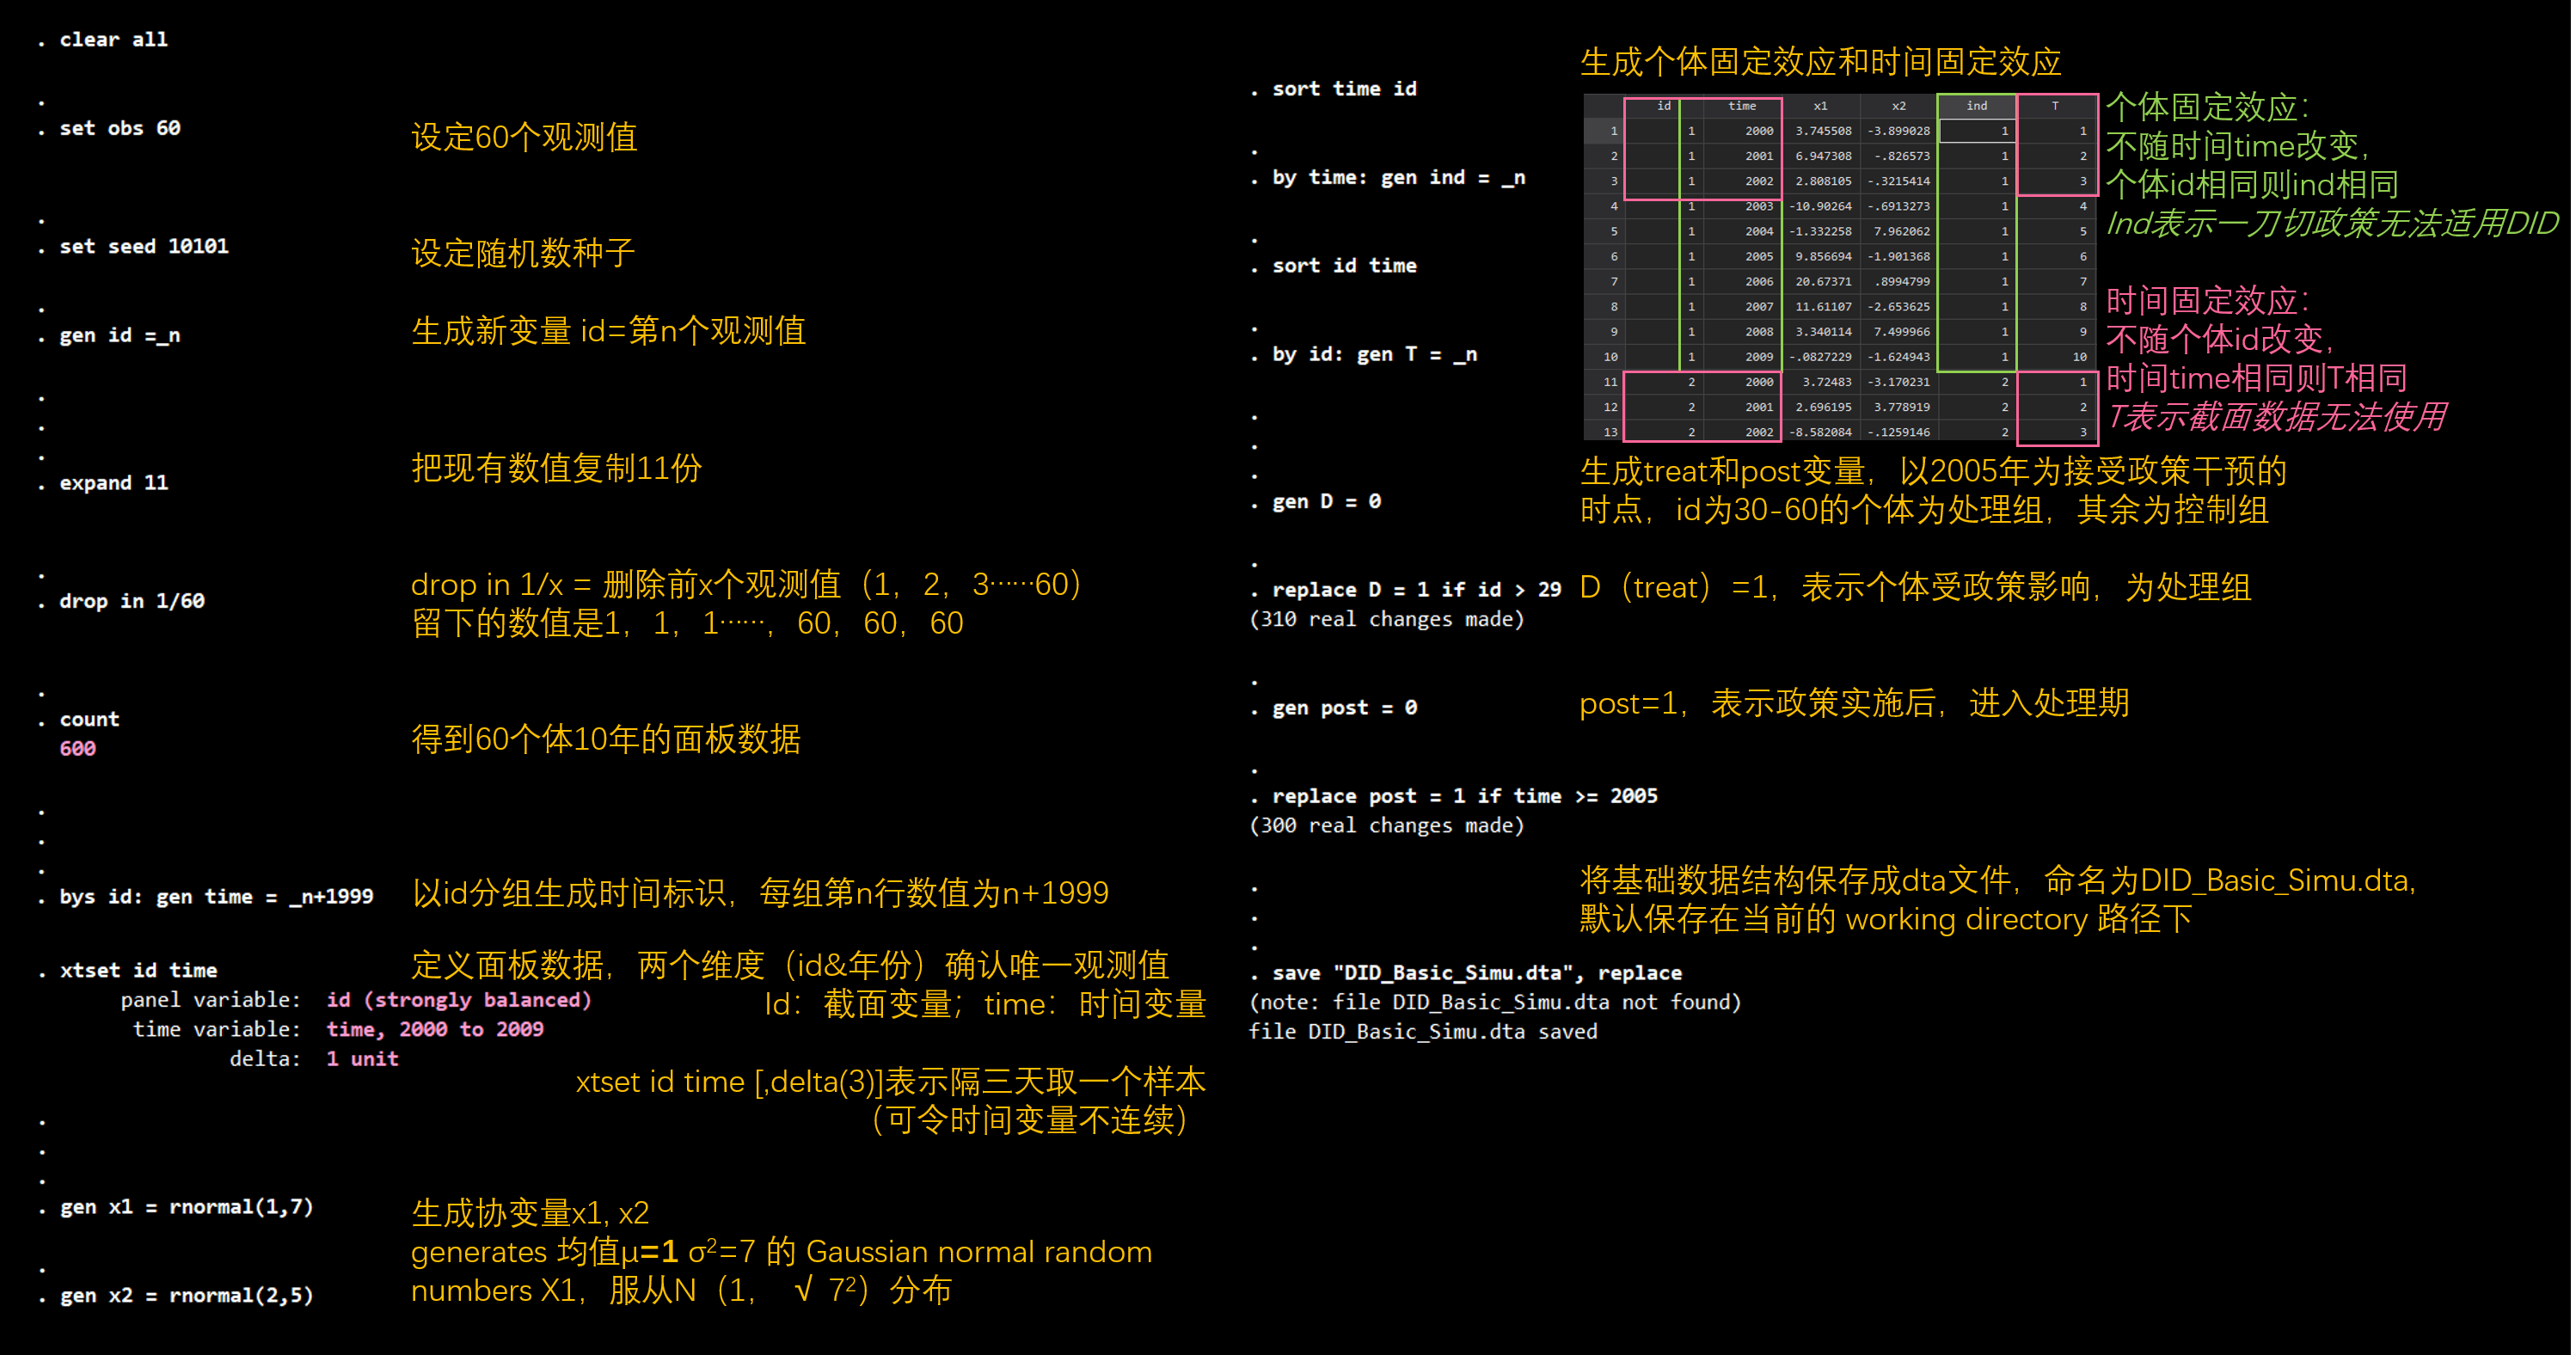 . clear all
.
. set obs 60
设定60个观测值
.
. set seed 10101
设定随机数种子
.
. gen id =_n
生成新变量 id=第n个观测值
.
.
.
. expand 11
把现有数值复制11份
.
. drop in 1/60
drop in 1/x = 删除前x个观测值（1，2，3……60）
留下的数值是1，1，1……，60，60，60
.
. count
600
得到60个体10年的面板数据
.
.
.
. bys id: gen time = _n+1999
以id分组生成时间标识，每组第n行数值为n+1999
. xtset id time
定义面板数据，两个维度（id&年份）确认唯一观测值
panel variable: id (strongly balanced)
Id：截面变量；time：时间变量
time variable: time, 2000 to 2009
delta: 1 unit
xtset id time [,delta(3)]表示隔三天取一个样本
（可令时间变量不连续）
.
.
.
. gen x1 = rnormal(1,7)
生成协变量x1, x2
generates 均值μ=1 σ²=7 的 Gaussian normal random
numbers X1，服从N（1， √ 7²）分布
.
. gen x2 = rnormal(2,5)
生成个体固定效应和时间固定效应
. sort time id
.
. by time: gen ind = _n
.
. sort id time
.
. by id: gen T = _n
id time x1 x2 ind T
1 1 2000 3.745508 -3.899028 1 1
2 1 2001 6.947308 -.826573 1 2
3 1 2002 2.808105 -.3215414 1 3
4 1 2003 -10.90264 -.6913273 1 4
5 1 2004 -1.332258 7.962062 1 5
6 1 2005 9.856694 -1.901368 1 6
7 1 2006 20.67371 .8994799 1 7
8 1 2007 11.61107 -2.653625 1 8
9 1 2008 3.340114 7.499966 1 9
10 1 2009 -.0827229 -1.624943 1 10
11 2 2000 3.72483 -3.170231 2 1
12 2 2001 2.696195 3.778919 2 2
13 2 2002 -8.582084 -.1259146 2 3
个体固定效应：
不随时间time改变，
个体id相同则ind相同
Ind表示一刀切政策无法适用DID
时间固定效应：
不随个体id改变，
时间time相同则T相同
T表示截面数据无法使用
.
.
.
. gen D = 0
生成treat和post变量，以2005年为接受政策干预的
时点，id为30-60的个体为处理组，其余为控制组
.
. replace D = 1 if id > 29
D（treat）=1，表示个体受政策影响，为处理组
(310 real changes made)
.
. gen post = 0
post=1，表示政策实施后，进入处理期
.
. replace post = 1 if time >= 2005
(300 real changes made)
.
.
.
将基础数据结构保存成dta文件，命名为DID_Basic_Simu.dta,
默认保存在当前的 working directory 路径下
. save "DID_Basic_Simu.dta", replace
(note: file DID_Basic_Simu.dta not found)
file DID_Basic_Simu.dta saved